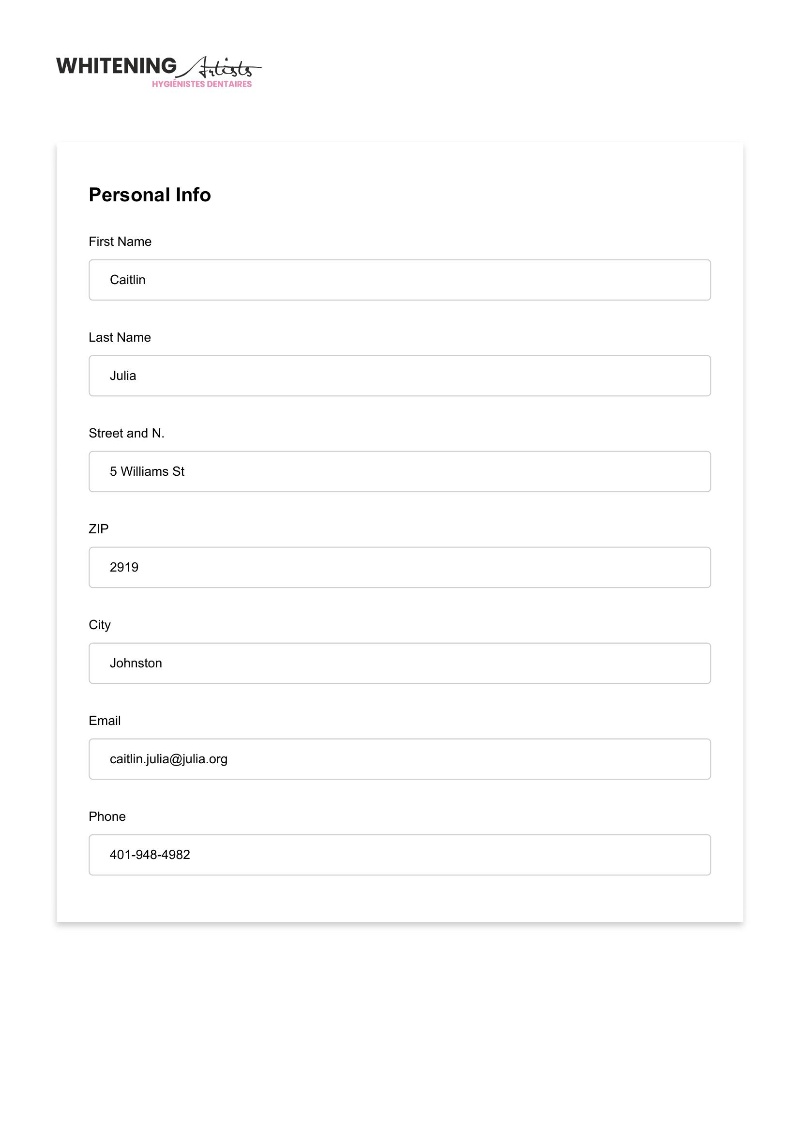 WHITENING Artists
HYGIÉNISTES DENTAIRES
Personal Info
First Name
Caitlin
Last Name
Julia
Street and N.
5 Williams St
ZIP
2919
City
Johnston
Email
caitlin.julia@julia.org
Phone
401-948-4982